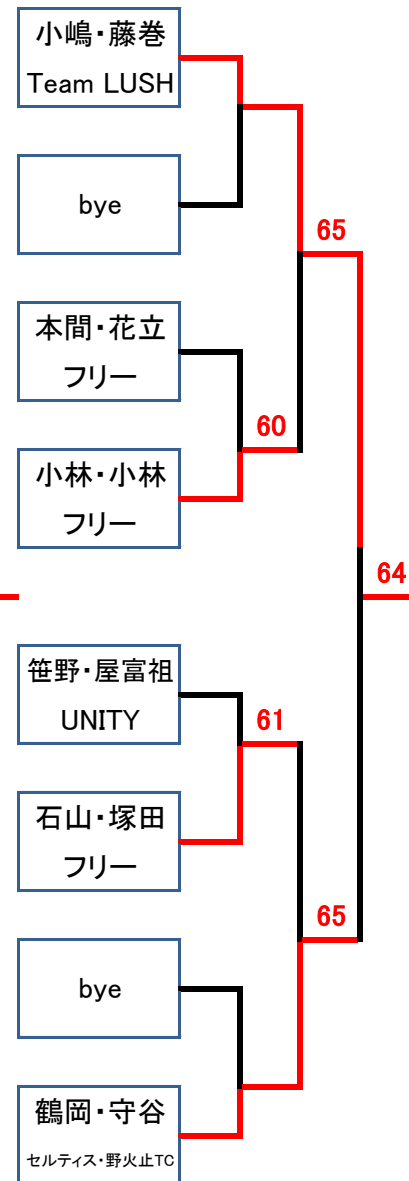 小嶋・藤巻
Team LUSH
bye
65
本間・花立
フリー
60
小林・小林
フリー
64
笹野・屋富祖
UNITY
61
石山・塚田
フリー
65
bye
鶴岡・守谷
セルティス・野火止TC